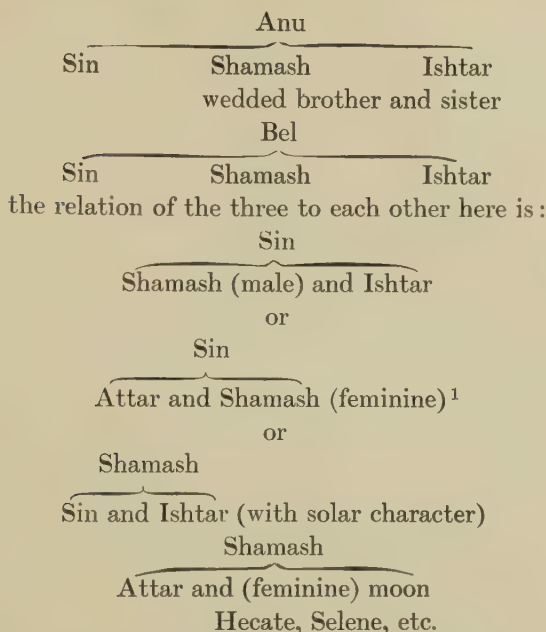 Anu
Sin Shamash Ishtar
wedded brother and sister
Bel
Sin Shamash Ishtar
the relation of the three to each other here is:
Sin
Shamash (male) and Ishtar
or
Sin
Attar and Shamash (feminine)¹
or
Shamash
Sin and Ishtar (with solar character)
Shamash
Attar and (feminine) moon
Hecate, Selene, etc.